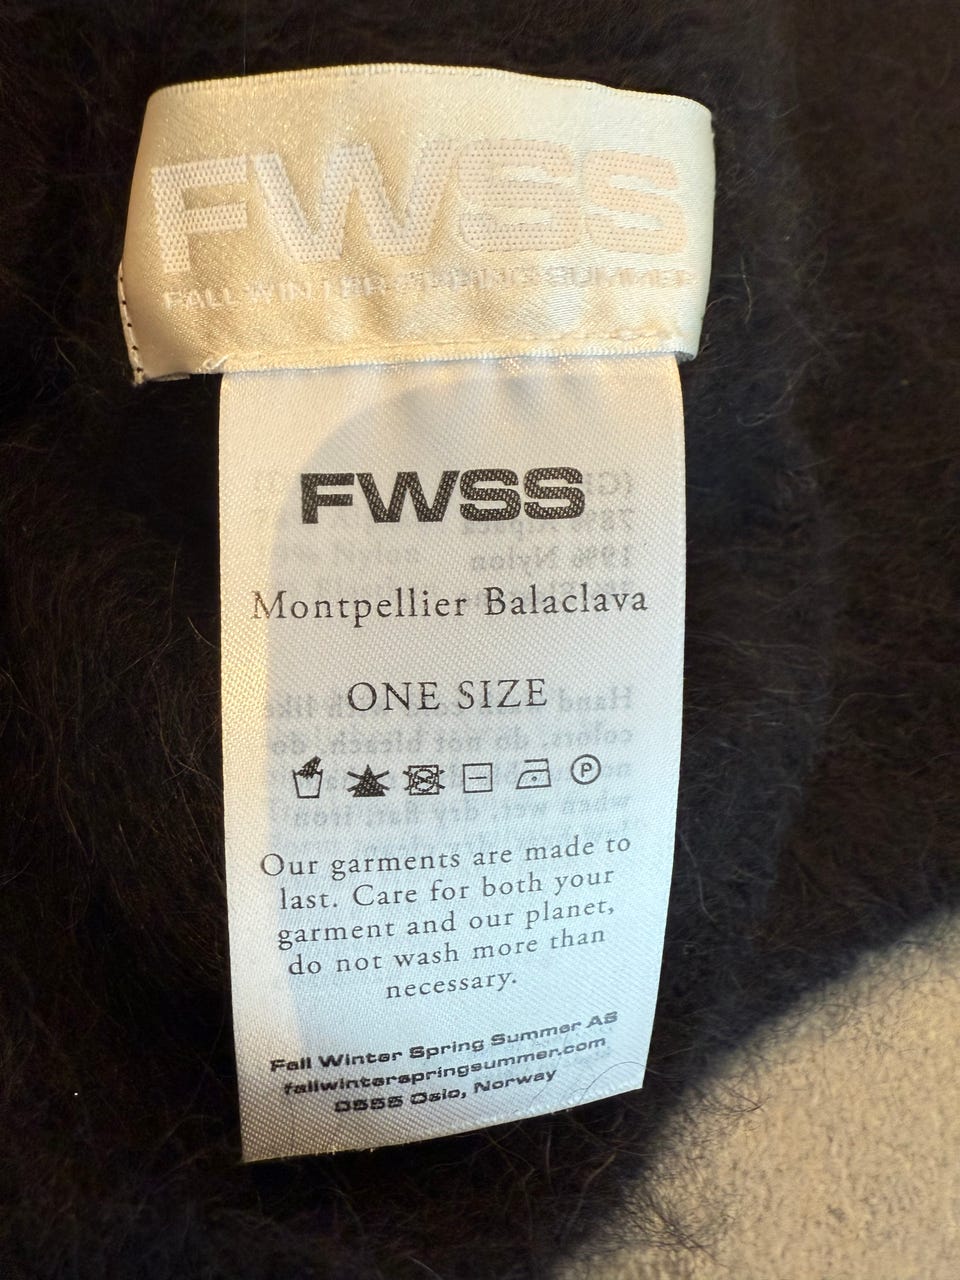 FWSS
FALL WINTER SPRING SUMMER
FWSS
Montpellier Balaclava
ONE SIZE
P
Our garments are made to
last. Care for both your
garment and our planet,
do not wash more than
necessary.
Fall Winter Spring Summer AS
fallwinterspringsummer.com
0555 Oslo, Norway